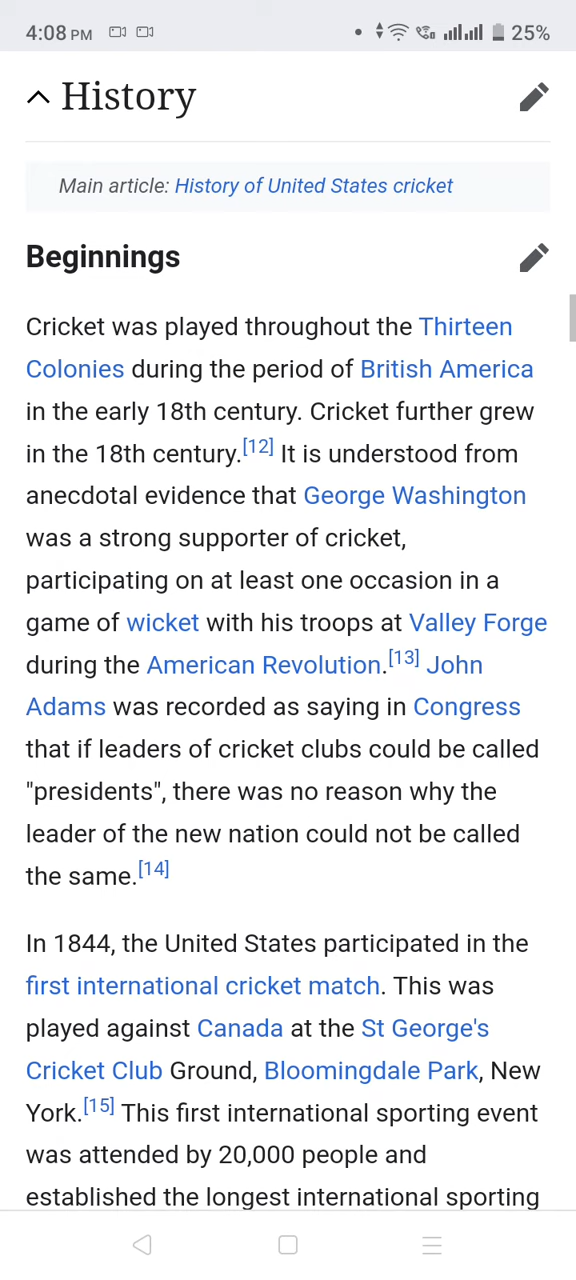 4:08 PM
25%
History
Main article: History of United States cricket
Beginnings
Cricket was played throughout the Thirteen
Colonies during the period of British America
in the early 18th century. Cricket further grew
in the 18th century.[12] It is understood from
anecdotal evidence that George Washington
was a strong supporter of cricket,
participating on at least one occasion in a
game of wicket with his troops at Valley Forge
during the American Revolution.[13] John
Adams was recorded as saying in Congress
that if leaders of cricket clubs could be called
"presidents", there was no reason why the
leader of the new nation could not be called
the same.[14]
In 1844, the United States participated in the
first international cricket match. This was
played against Canada at the St George's
Cricket Club Ground, Bloomingdale Park, New
York.[15] This first international sporting event
was attended by 20,000 people and
established the longest international sporting